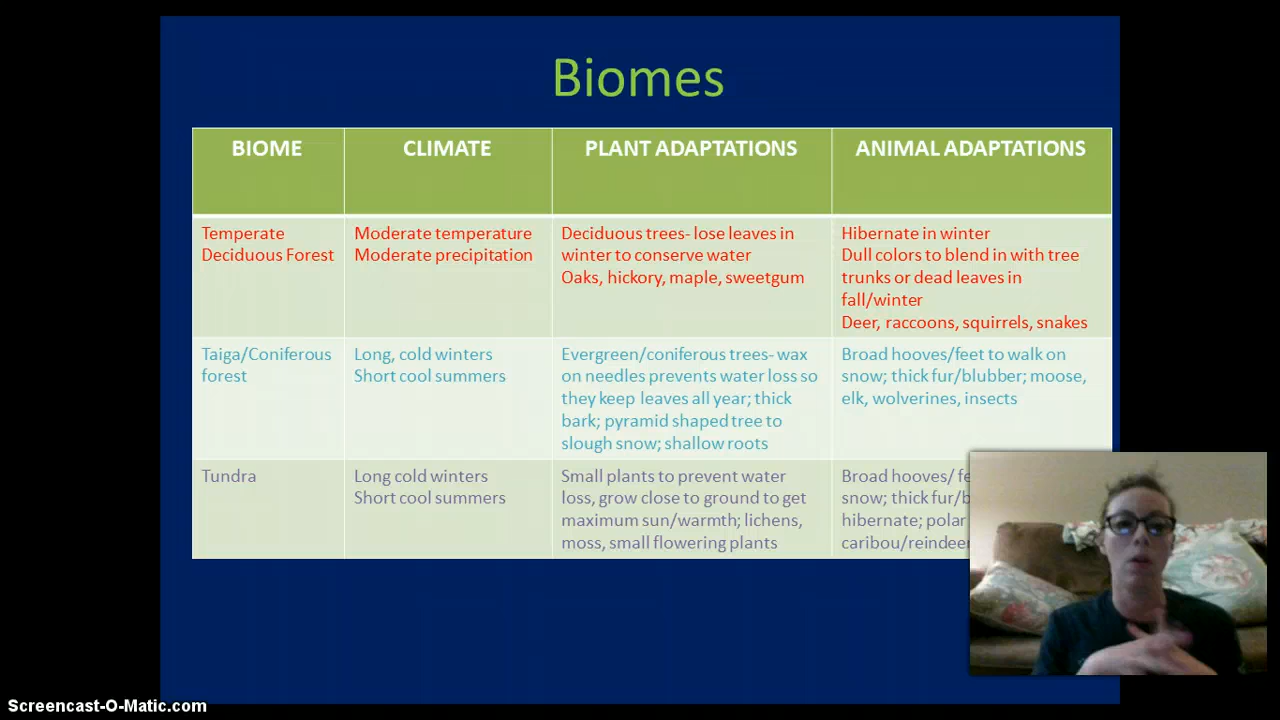 Biomes
BIOME
CLIMATE
PLANT ADAPTATIONS
ANIMAL ADAPTATIONS
Temperate
Deciduous Forest
Moderate temperature
Moderate precipitation
Deciduous trees- lose leaves in
winter to conserve water
Oaks, hickory, maple, sweetgum
Hibernate in winter
Dull colors to blend in with tree
trunks or dead leaves in
fall/winter
Deer, raccoons, squirrels, snakes
Taiga/Coniferous
forest
Long, cold winters
Short cool summers
Evergreen/coniferous trees- wax
on needles prevents water loss so
they keep leaves all year; thick
bark; pyramid shaped tree to
slough snow; shallow roots
Broad hooves/feet to walk on
snow; thick fur/blubber; moose,
elk, wolverines, insects
Tundra
Long cold winters
Short cool summers
Small plants to prevent water
loss, grow close to ground to get
maximum sun/warmth; lichens,
moss, small flowering plants
Broad hooves/
snow; thick
hibernate; polar
caribou/reindeer
Screencast-O-Matic.com